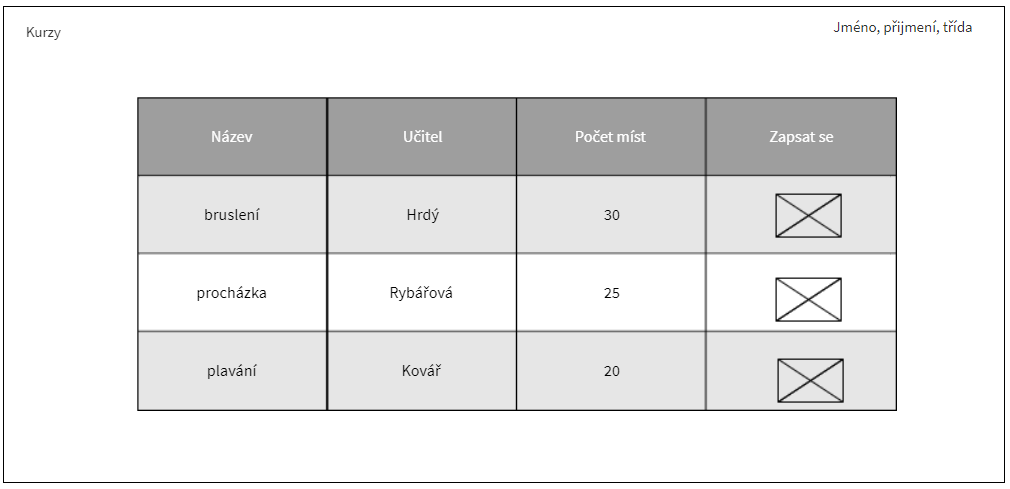 Kurzy
Jméno, přijmení, třída
Název Učitel Počet míst Zapsat se
bruslení Hrdý 30
procházka Rybářová 25
plavání Kovář 20